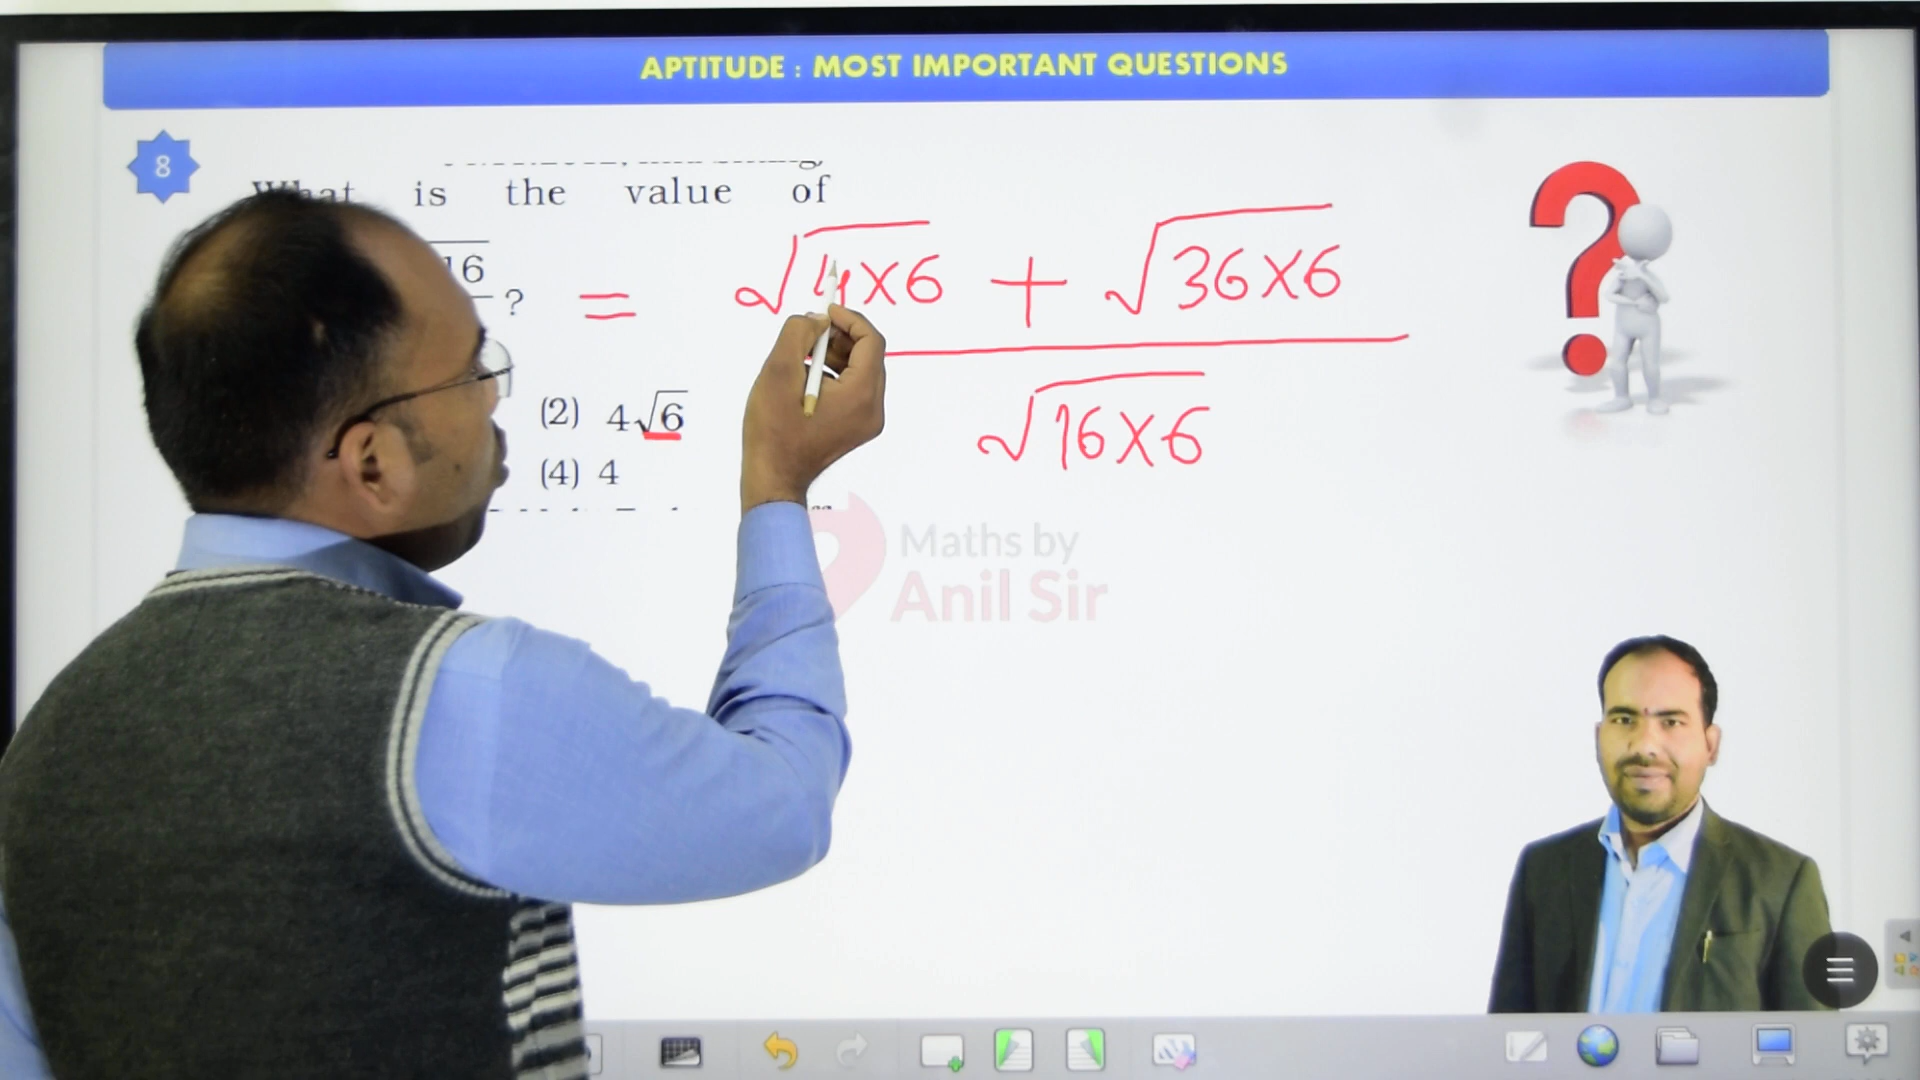 APTITUDE : MOST IMPORTANT QUESTIONS
8
What is the value of
16
?
= √4×6 + √36×6
√16×6
(2) 4√6
(4) 4
Maths by
Anil Sir